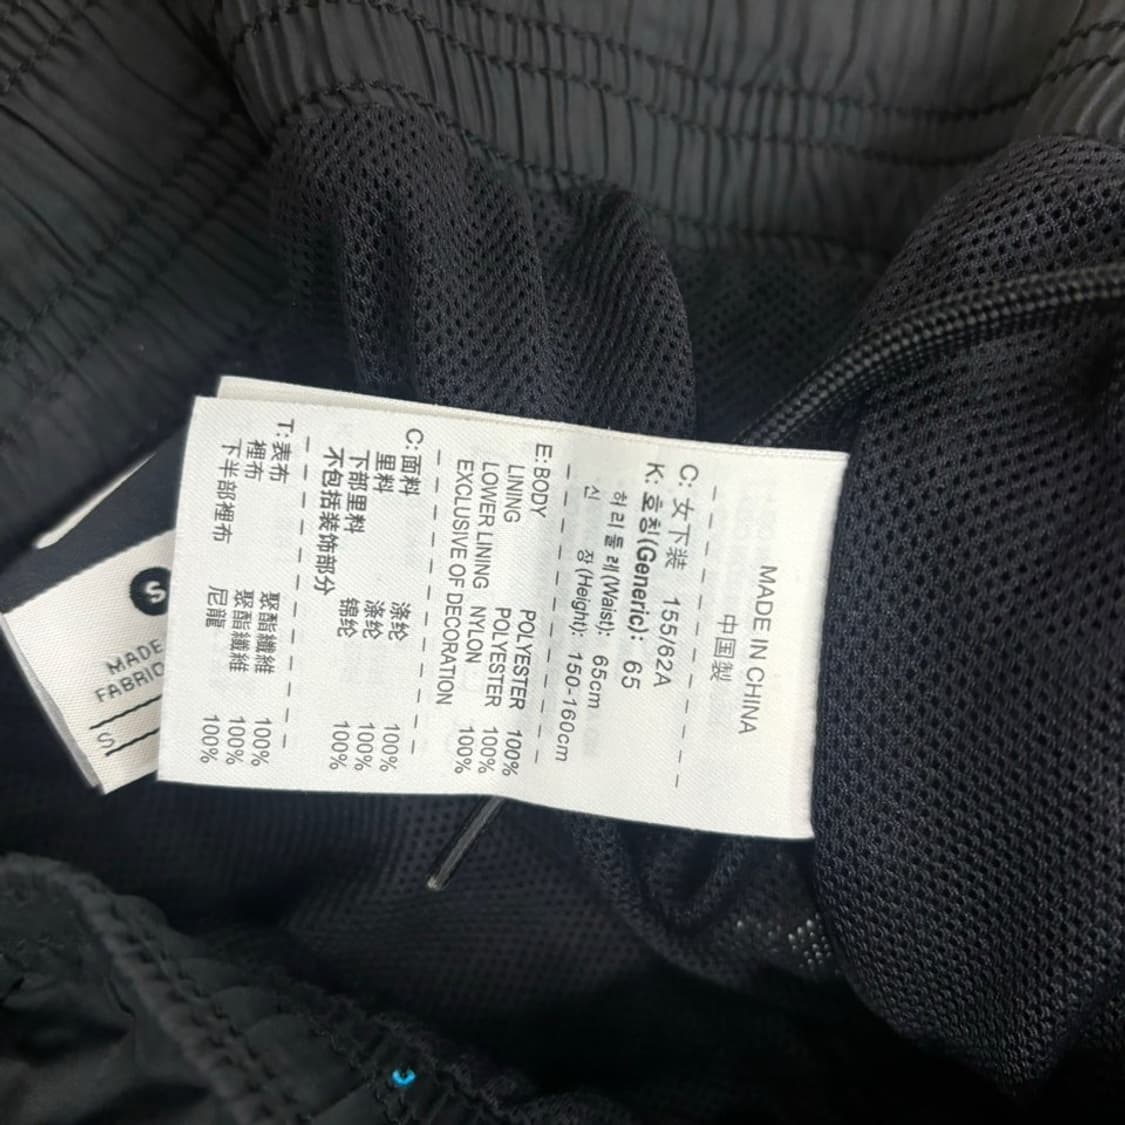 MADE IN CHINA
中国製
C: 女下装 155/62A
K: 호칭(Generic): 65
허리둘레(Waist): 65cm
신 장(Height): 150-160cm
E: BODY POLYESTER 100%
LINING POLYESTER 100%
LOWER LINING NYLON 100%
EXCLUSIVE OF DECORATION
C: 面料 涤纶 100%
里料 涤纶 100%
下部里料 锦纶 100%
不包括装饰部分
T: 表布 聚酯纖維 100%
裡布 聚酯纖維 100%
下半部裡布 尼龍 100%
S
MADE
S